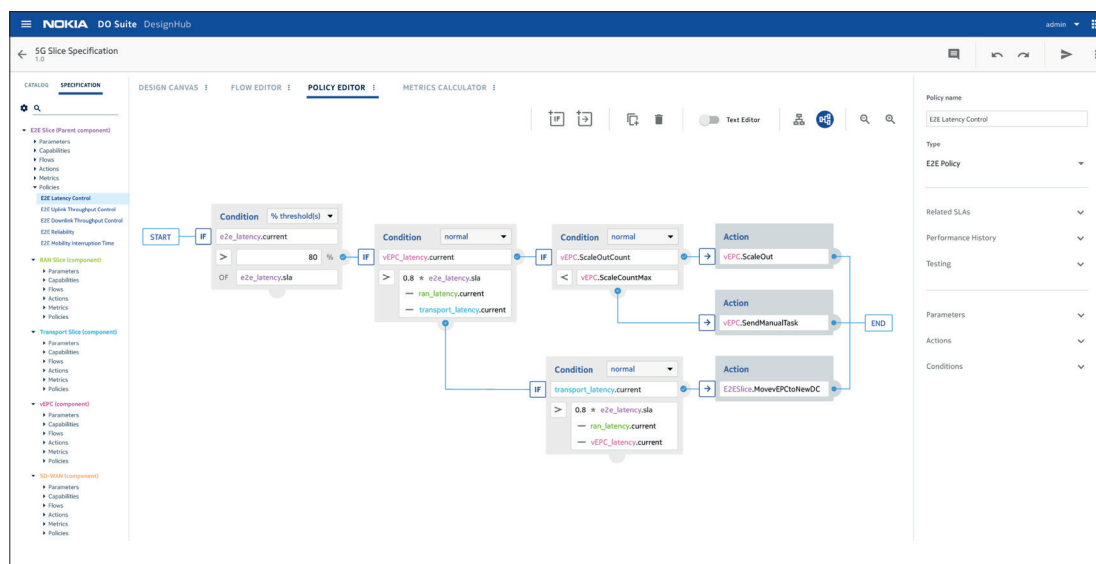 NOKIA DO Suite DesignHub
admin
5G Slice Specification
1.0
CATALOG SPECIFICATION
DESIGN CANVAS FLOW EDITOR POLICY EDITOR METRICS CALCULATOR
IF
Text Editor
E2E Slice (Parent component)
Parameters
Capabilities
Flows
Actions
Metrics
Policies
E2E Latency Control
E2E Uplink Throughput Control
E2E Downlink Throughput Control
E2E Reliability
E2E Mobility Interruption Time
RAN Slice (component)
Parameters
Capabilities
Flows
Actions
Metrics
Policies
Transport Slice (component)
Parameters
Capabilities
Flows
Actions
Metrics
Policies
vEPC (component)
Parameters
Capabilities
Flows
Actions
Metrics
Policies
SD-WAN (component)
Parameters
Capabilities
Flows
Actions
Metrics
Policies
START
IF
Condition % threshold(s)
e2e_latency.current
> 80 %
OF e2e_latency.sla
IF
Condition normal
vEPC_latency.current
> 0.8 * e2e_latency.sla
— ran_latency.current
— transport_latency.current
IF
Condition normal
vEPC.ScaleOutCount
< vEPC.ScaleCountMax
Action
vEPC.ScaleOut
Action
vEPC.SendManualTask
END
IF
Condition normal
transport_latency.current
> 0.8 * e2e_latency.sla
— ran_latency.current
— vEPC_latency.current
Action
E2ESlice.MovevEPCtoNewDC
Policy name
E2E Latency Control
Type
E2E Policy
Related SLAs
Performance History
Testing
Parameters
Actions
Conditions